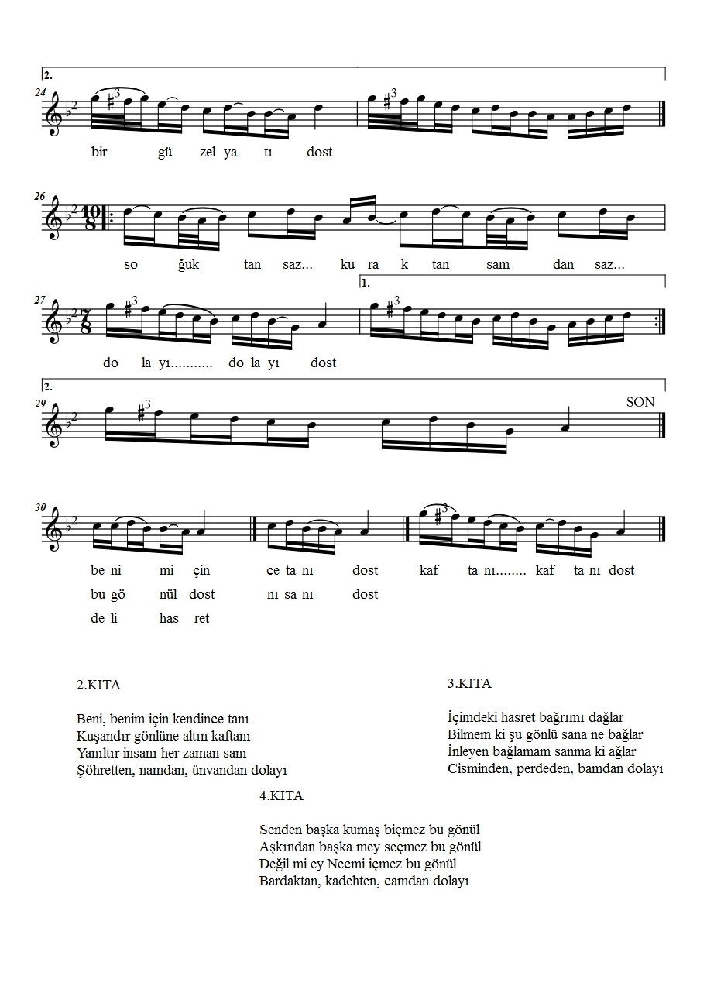 2.
24
3
3
bir gü zel ya tı dost
26
2
10
8
so ğuk tan saz... ku ra k tan sam dan saz...
1.
27
2
7
8
3
3
do la yı........... do la yı dost
2.
29
2
3
SON
30
2
3
be ni mi çin ce ta nı dost kaf ta nı........ kaf ta nı dost
bu gö nül dost nı sa nı dost
de li has ret
2.KITA
Beni, benim için kendince tanı
Kuşandır gönlüne altın kaftanı
Yanıltır insanı her zaman sanı
Şöhretten, namdan, ünvandan dolayı
3.KITA
İçimdeki hasret bağrımı dağlar
Bilmem ki şu gönlü sana ne bağlar
İnleyen bağlamam sanma ki ağlar
Cisminden, perdeden, bamdan dolayı
4.KITA
Senden başka kumaş biçmez bu gönül
Aşkından başka mey seçmez bu gönül
Değil mi ey Necmi içmez bu gönül
Bardaktan, kadehten, camdan dolayı